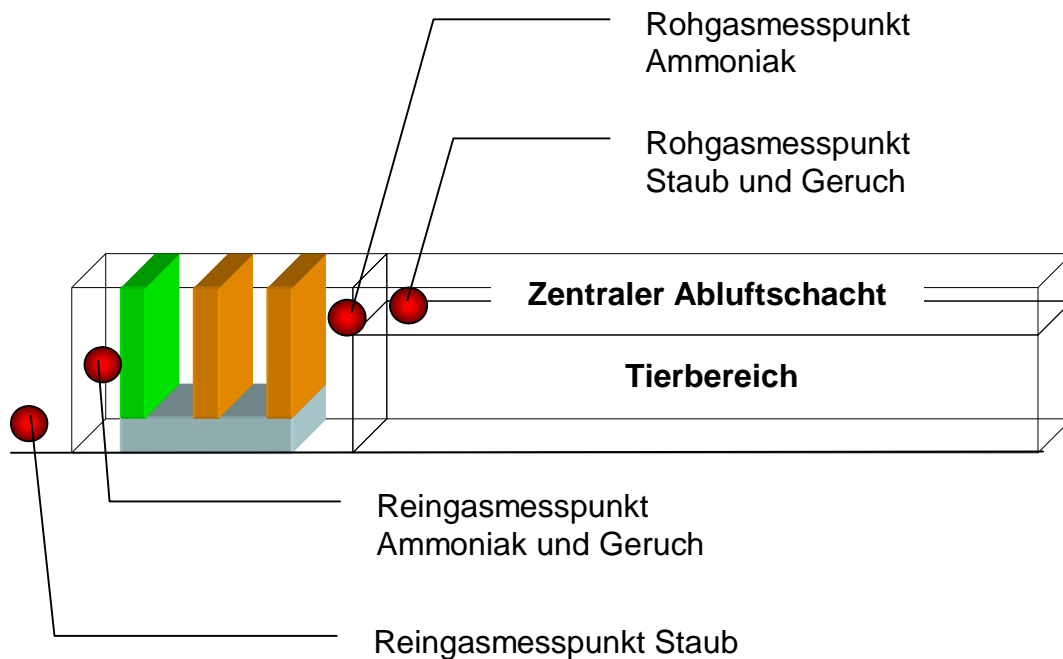 Rohgasmesspunkt
Ammoniak
Rohgasmesspunkt
Staub und Geruch
Zentraler Abluftschacht
Tierbereich
Reingasmesspunkt
Ammoniak und Geruch
Reingasmesspunkt Staub